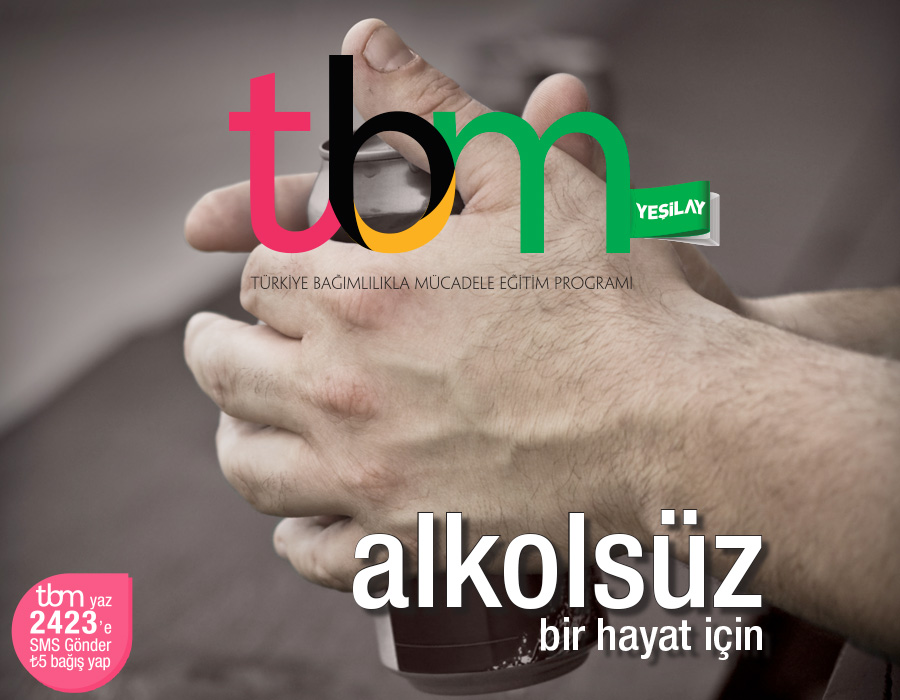 tbm
YEŞİLAY
TÜRKİYE BAĞIMLILIKLA MÜCADELE EĞİTİM PROGRAMI
alkolsüz
bir hayat için
tbm yaz
2423'e
SMS Gönder
₺5 bağış yap